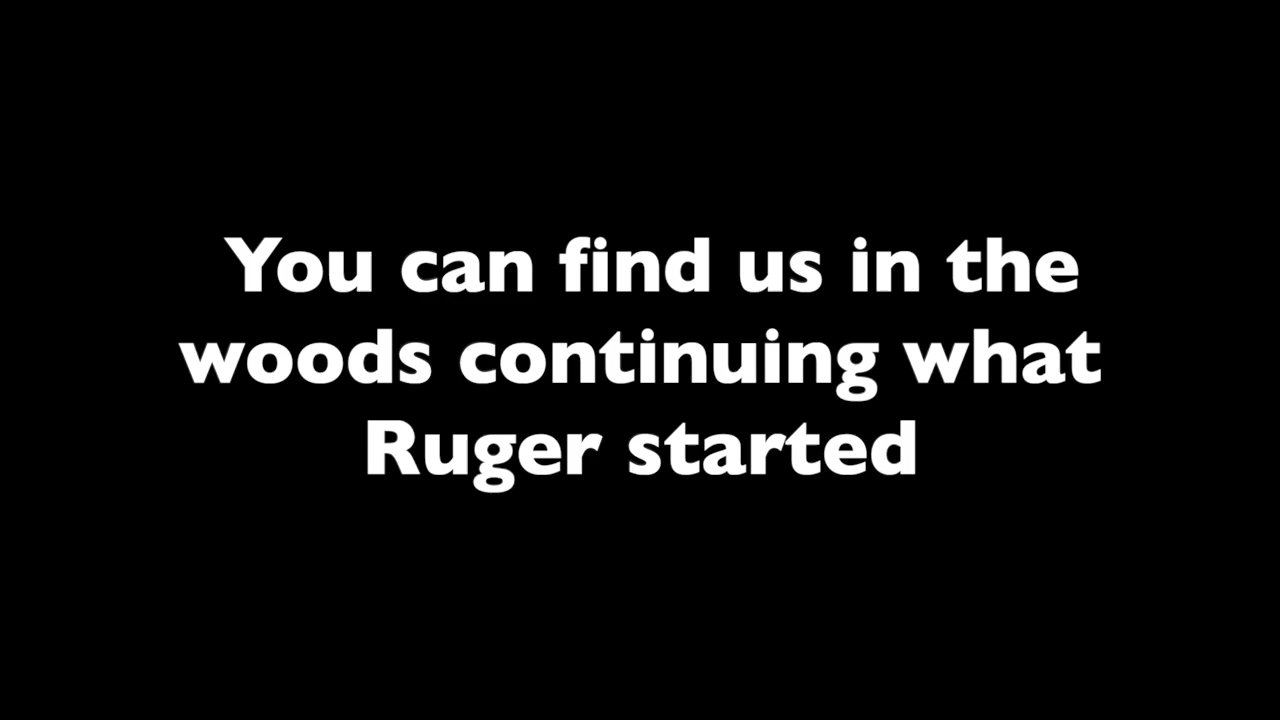 You can find us in the
woods continuing what
Ruger started